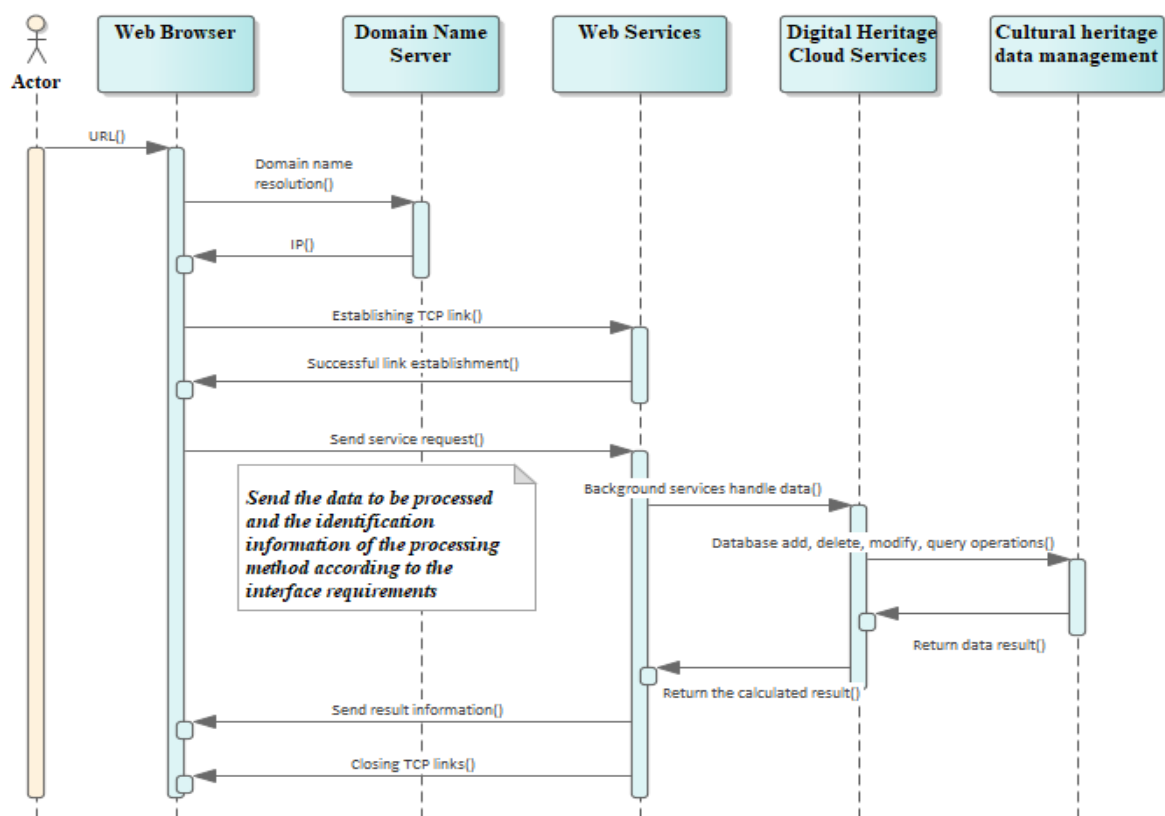 Actor
Web Browser
Domain Name
Server
Web Services
Digital Heritage
Cloud Services
Cultural heritage
data management
URL()
Domain name
resolution()
IP()
Establishing TCP link()
Successful link establishment()
Send service request()
Send the data to be processed
and the identification
information of the processing
method according to the
interface requirements
Background services handle data()
Database add, delete, modify, query operations()
Return data result()
Return the calculated result()
Send result information()
Closing TCP links()